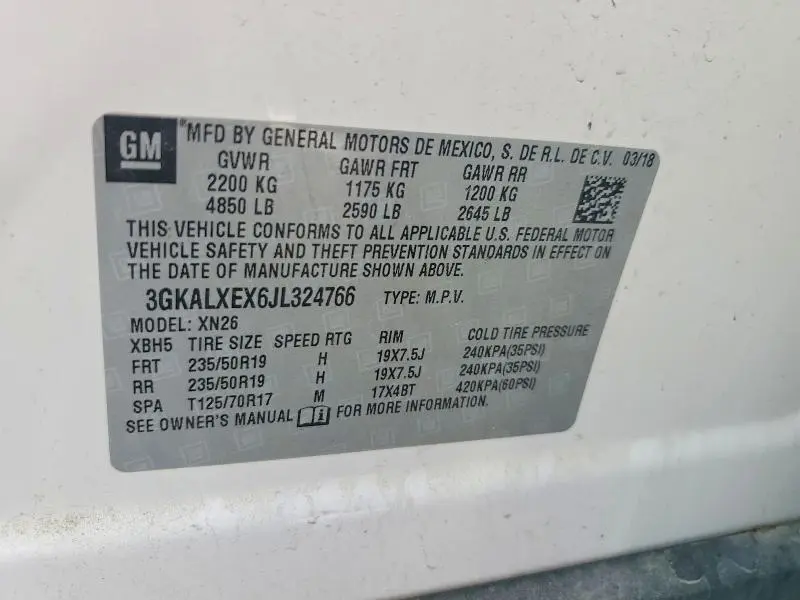 GM
*MFD BY GENERAL MOTORS DE MEXICO, S. DE R.L. DE C.V. 03/18
GVWR GAWR FRT GAWR RR
2200 KG 1175 KG 1200 KG
4850 LB 2590 LB 2645 LB
THIS VEHICLE CONFORMS TO ALL APPLICABLE U.S. FEDERAL MOTOR
VEHICLE SAFETY AND THEFT PREVENTION STANDARDS IN EFFECT ON
THE DATE OF MANUFACTURE SHOWN ABOVE.
3GKALXEX6JL324766 TYPE: M.P.V.
MODEL: XN26
XBH5 TIRE SIZE SPEED RTG RIM COLD TIRE PRESSURE
FRT 235/50R19 H 19X7.5J 240KPA(35PSI)
RR 235/50R19 H 19X7.5J 240KPA(35PSI)
SPA T125/70R17 M 17X4BT 420KPA(60PSI)
SEE OWNER'S MANUAL FOR MORE INFORMATION.